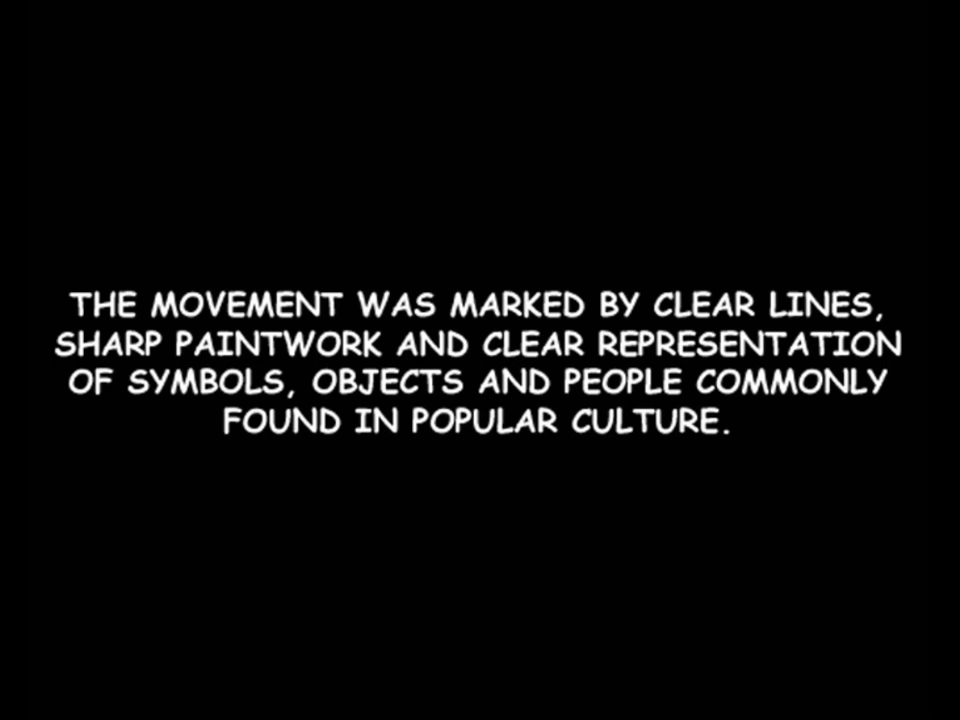 THE MOVEMENT WAS MARKED BY CLEAR LINES,
SHARP PAINTWORK AND CLEAR REPRESENTATION
OF SYMBOLS, OBJECTS AND PEOPLE COMMONLY
FOUND IN POPULAR CULTURE.